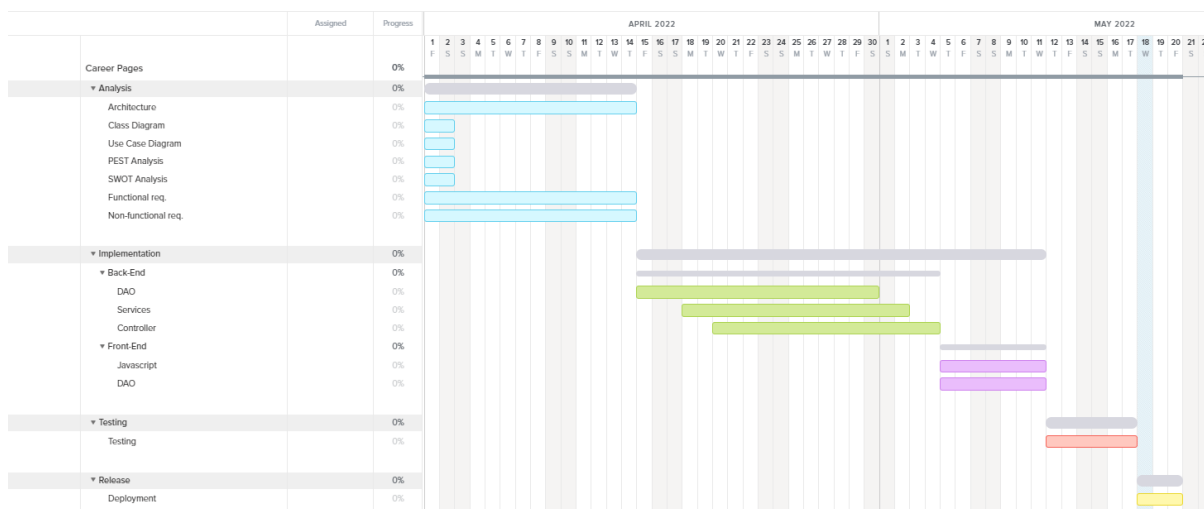 Assigned Progress APRIL 2022 MAY 2022
1 2 3 4 5 6 7 8 9 10 11 12 13 14 15 16 17 18 19 20 21 22 23 24 25 26 27 28 29 30 1 2 3 4 5 6 7 8 9 10 11 12 13 14 15 16 17 18 19 20 21
F S S M T W T F S S M T W T F S S M T W T F S S M T W T F S S M T W T F S S M T W T F S S M T W T F S
Career Pages 0%
▼ Analysis 0%
Architecture 0%
Class Diagram 0%
Use Case Diagram 0%
PEST Analysis 0%
SWOT Analysis 0%
Functional req. 0%
Non-functional req. 0%
▼ Implementation 0%
▼ Back-End 0%
DAO 0%
Services 0%
Controller 0%
▼ Front-End 0%
Javascript 0%
DAO 0%
▼ Testing 0%
Testing 0%
▼ Release 0%
Deployment 0%